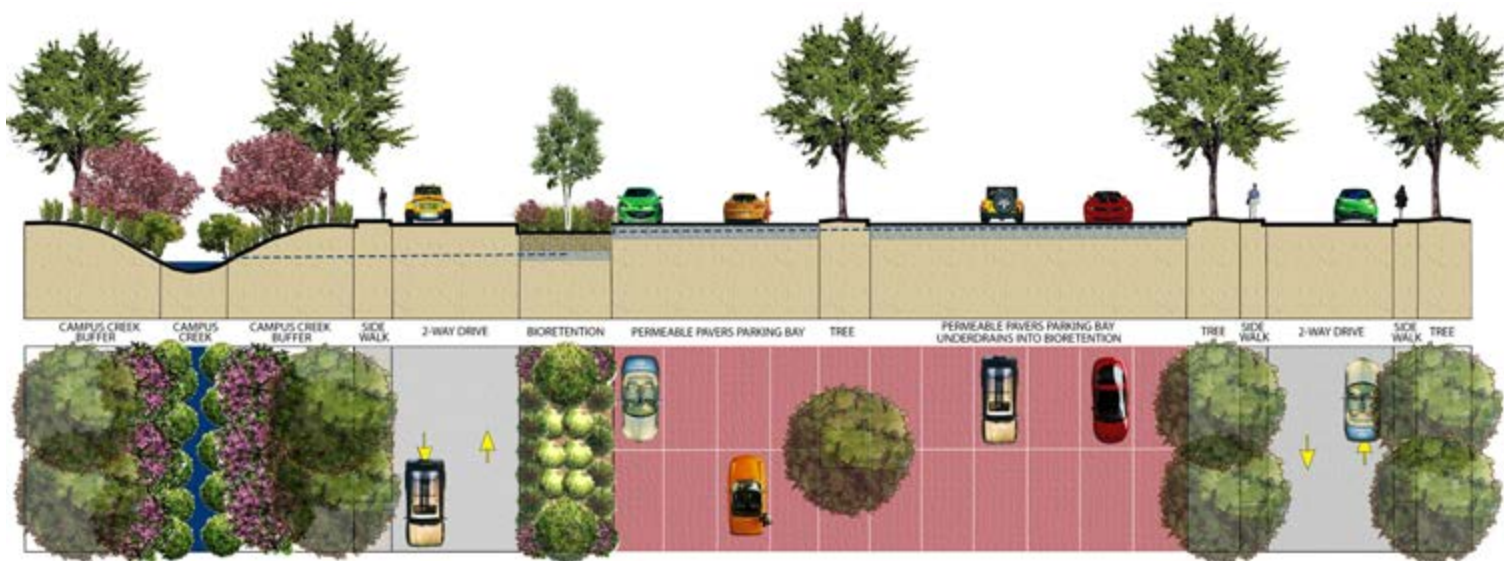 CAMPUS CREEK
BUFFER
CAMPUS
CREEK
CAMPUS CREEK
BUFFER
SIDE
WALK
2-WAY DRIVE
BIORETENTION
PERMEABLE PAVERS PARKING BAY
TREE
PERMEABLE PAVERS PARKING BAY
UNDERDRAINS INTO BIORETENTION
TREE
SIDE
WALK
2-WAY DRIVE
SIDE
WALK
TREE